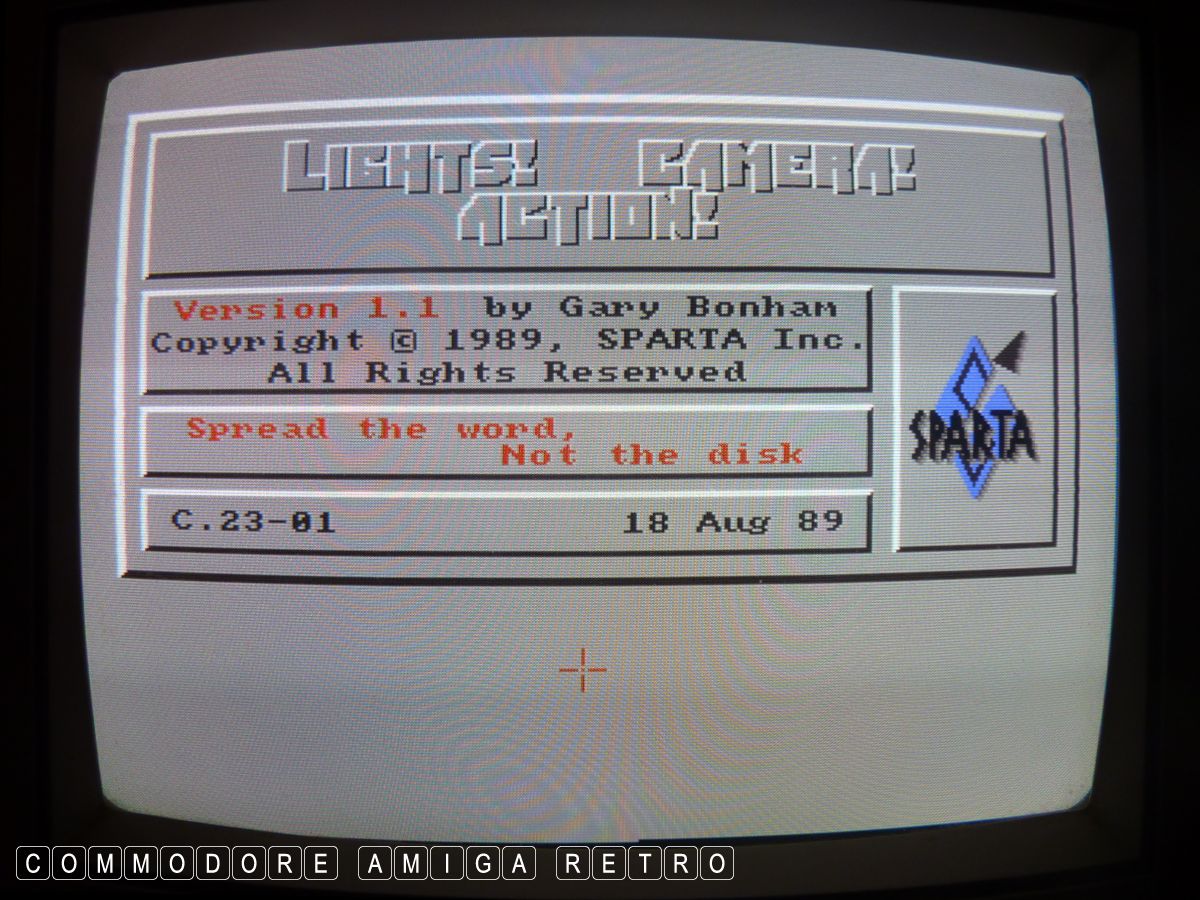 LIGHTS! CAMERA!
ACTION!
Version 1.1 by Gary Bonham
Copyright © 1989, SPARTA Inc.
All Rights Reserved
Spread the word,
Not the disk
SPARTA
C.23-01 18 Aug 89
COMMODORE AMIGA RETRO